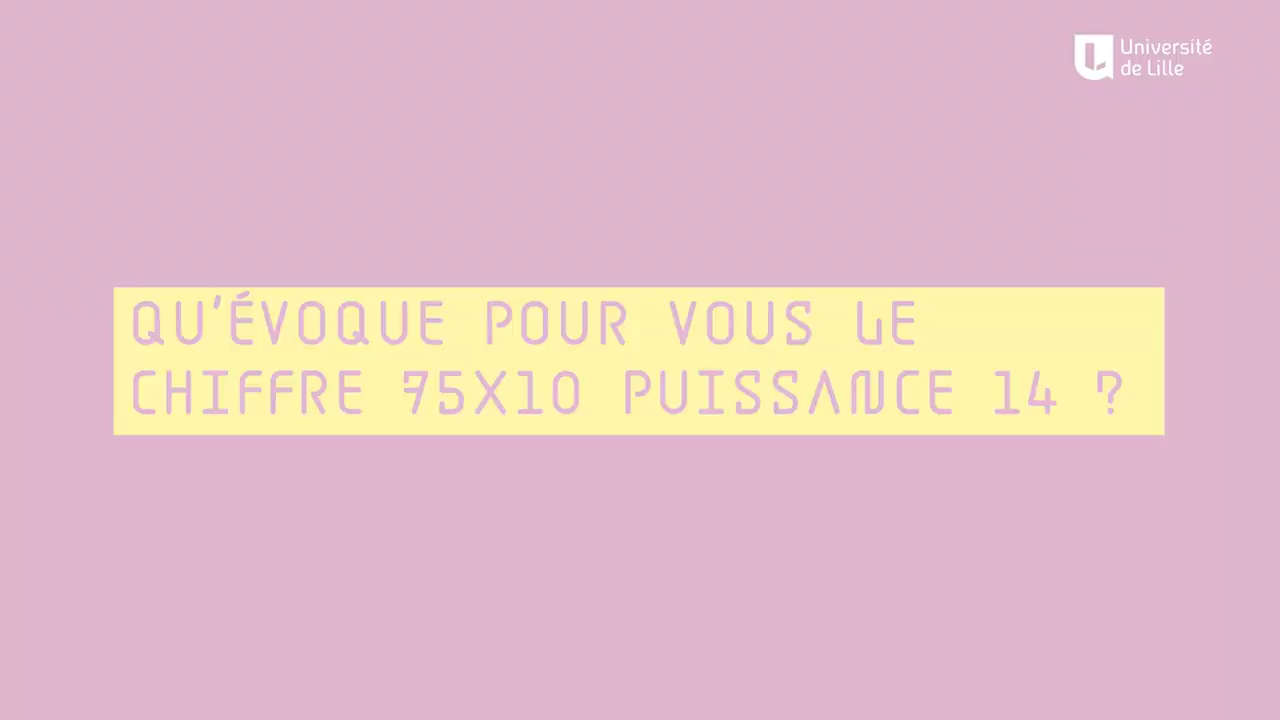 Université
de Lille
QU'ÉVOQUE POUR VOUS LE
CHIFFRE 75X10 PUISSANCE 14 ?